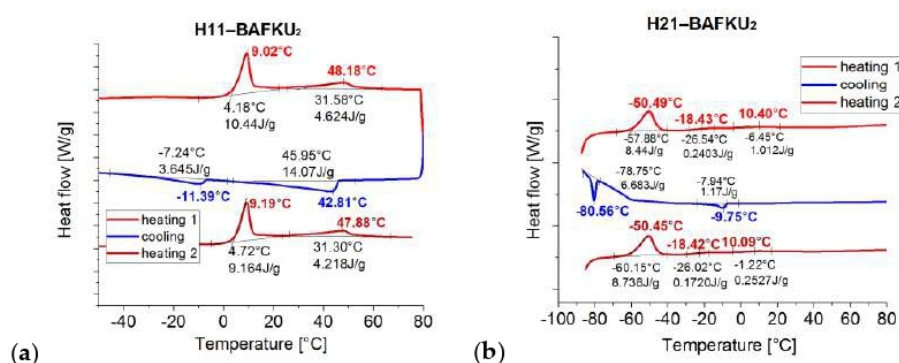 H11–BAFKU₂
9.02°C
48.18°C
4.18°C
10.44J/g
31.58°C
4.624J/g
-7.24°C
3.645J/g
45.95°C
14.07J/g
-11.39°C
42.81°C
9.19°C
47.88°C
heating 1
cooling
heating 2
4.72°C
9.164J/g
31.30°C
4.218J/g
Heat flow [W/g]
-40 -20 0 20 40 60 80
Temperature [°C]
(a)
H21–BAFKU₂
heating 1
cooling
heating 2
-50.49°C
-18.43°C
10.40°C
-57.88°C
8.44J/g
-26.54°C
0.2403J/g
-6.45°C
1.012J/g
-78.75°C
6.683J/g
-7.94°C
1.17J/g
-80.56°C
-9.75°C
-50.45°C
-18.42°C
10.09°C
-60.15°C
8.736J/g
-26.02°C
0.1720J/g
-1.22°C
0.2527J/g
Heat flow [W/g]
-100 -80 -60 -40 -20 0 20 40 60 80
Temperature [°C]
(b)